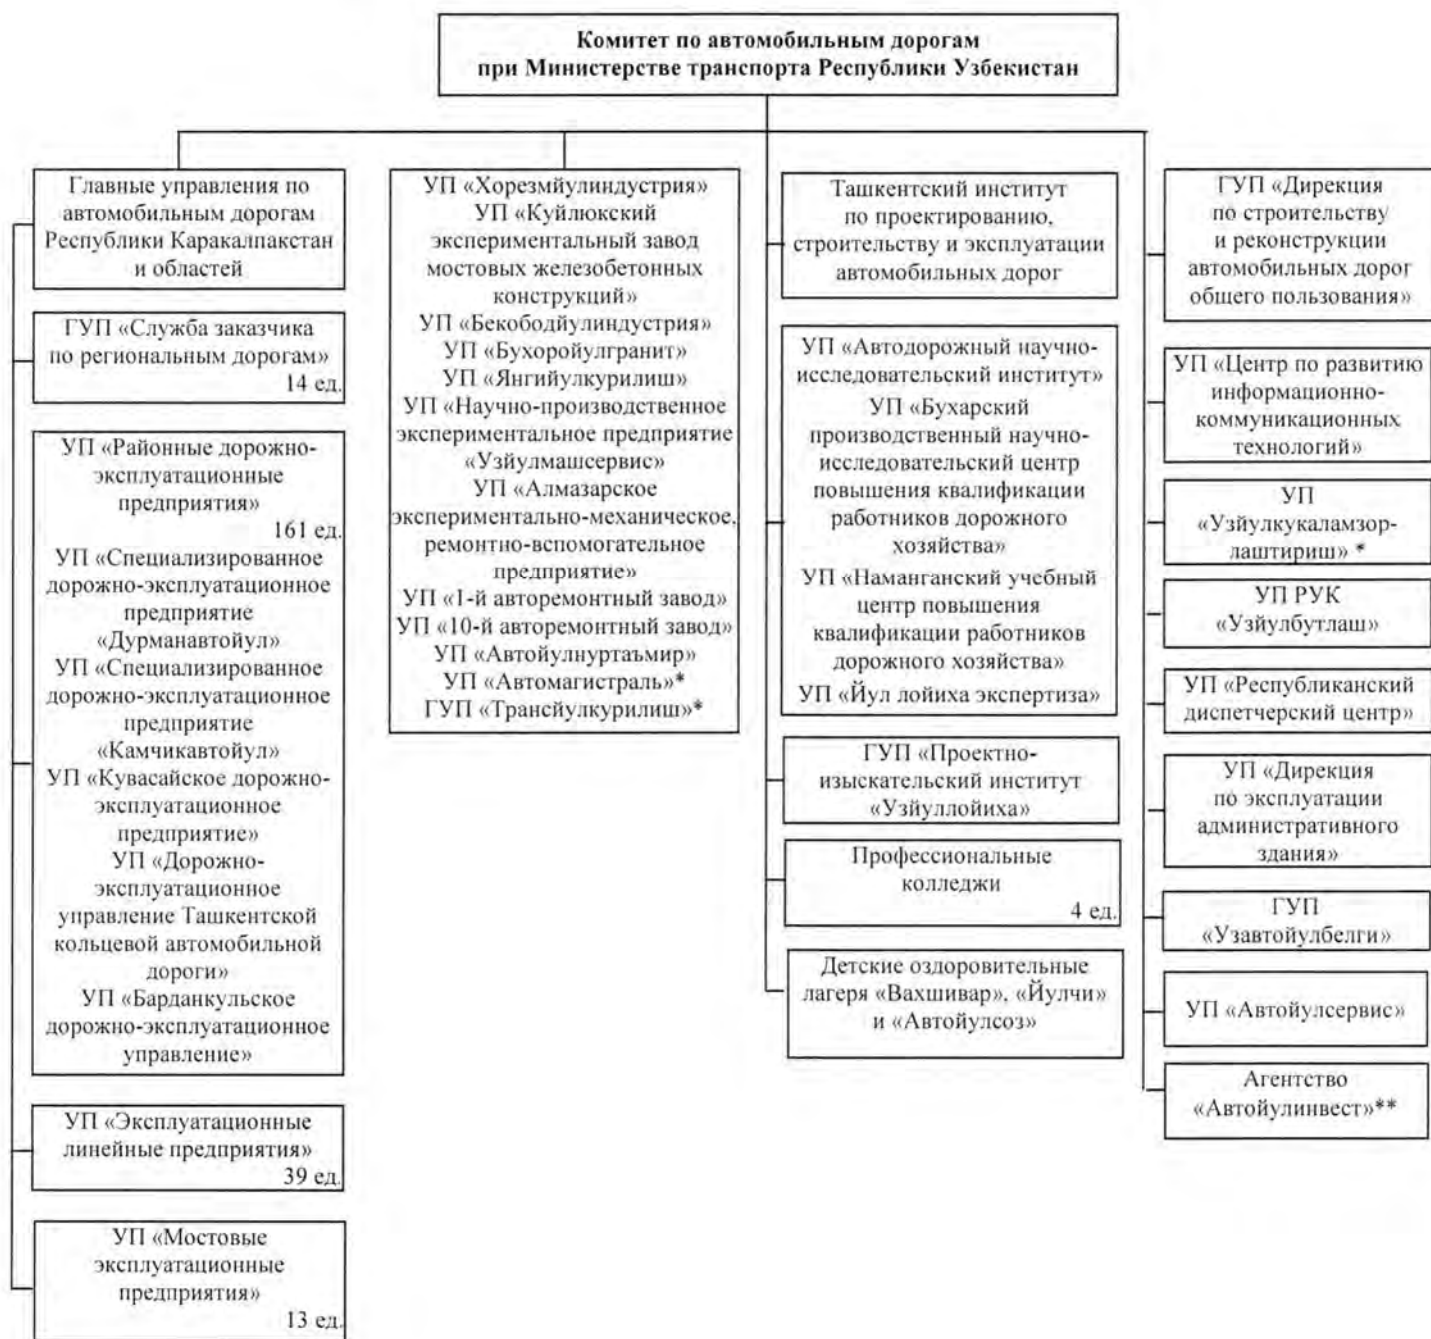 Комитет по автомобильным дорогам
при Министерстве транспорта Республики Узбекистан
Главные управления по
автомобильным дорогам
Республики Каракалпакстан
и областей
ГУП «Служба заказчика
по региональным дорогам»
14 ед.
УП «Районные дорожно-
эксплуатационные
предприятия»
161 ед.
УП «Специализированное
дорожно-эксплуатационное
предприятие
«Дурманавтойул»
УП «Специализированное
дорожно-эксплуатационное
предприятие
«Камчикавтойул»
УП «Кувасайское дорожно-
эксплуатационное
предприятие»
УП «Дорожно-
эксплуатационное
управление Ташкентской
кольцевой автомобильной
дороги»
УП «Барданкульское
дорожно-эксплуатационное
управление»
УП «Эксплуатационные
линейные предприятия»
39 ед.
УП «Мостовые
эксплуатационные
предприятия»
13 ед.
УП «Хорезмйулиндустрия»
УП «Куйлюкский
экспериментальный завод
мостовых железобетонных
конструкций»
УП «Бекободйулиндустрия»
УП «Бухоройулгранит»
УП «Янгийулкурилиш»
УП «Научно-производственное
экспериментальное предприятие
«Узйулмашсервис»
УП «Алмазарское
экспериментально-механическое,
ремонтно-вспомогательное
предприятие»
УП «1-й авторемонтный завод»
УП «10-й авторемонтный завод»
УП «Автойулнуртаъмир»
УП «Автомагистраль»*
ГУП «Трансйулкурилиш»*
Ташкентский институт
по проектированию,
строительству и эксплуатации
автомобильных дорог
УП «Автодорожный научно-
исследовательский институт»
УП «Бухарский
производственный научно-
исследовательский центр
повышения квалификации
работников дорожного
хозяйства»
УП «Наманганский учебный
центр повышения
квалификации работников
дорожного хозяйства»
УП «Йул лойиха экспертиза»
ГУП «Проектно-
изыскательский институт
«Узйуллойиха»
Профессиональные
колледжи
4 ед.
Детские оздоровительные
лагеря «Вахшивар», «Йулчи»
и «Автойулсоз»
ГУП «Дирекция
по строительству
и реконструкции
автомобильных дорог
общего пользования»
УП «Центр по развитию
информационно-
коммуникационных
технологий»
УП
«Узйулкукаламзор-
лаштириш» *
УП РУК
«Узйулбутлаш»
УП «Республиканский
диспетчерский центр»
УП «Дирекция
по эксплуатации
административного
здания»
ГУП
«Узавтойулбелги»
УП «Автойулсервис»
Агентство
«Автойулинвест»**